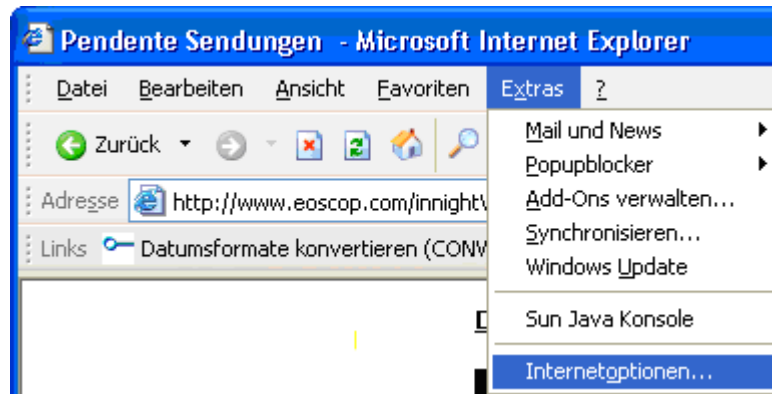 Pendente Sendungen - Microsoft Internet Explorer
Datei Bearbeiten Ansicht Favoriten Extras ?
Zurück
Adresse http://www.eoscop.com/innight
Links Datumsformate konvertieren (CONV
Mail und News
Popupblocker
Add-Ons verwalten...
Synchronisieren...
Windows Update
Sun Java Konsole
Internetoptionen...